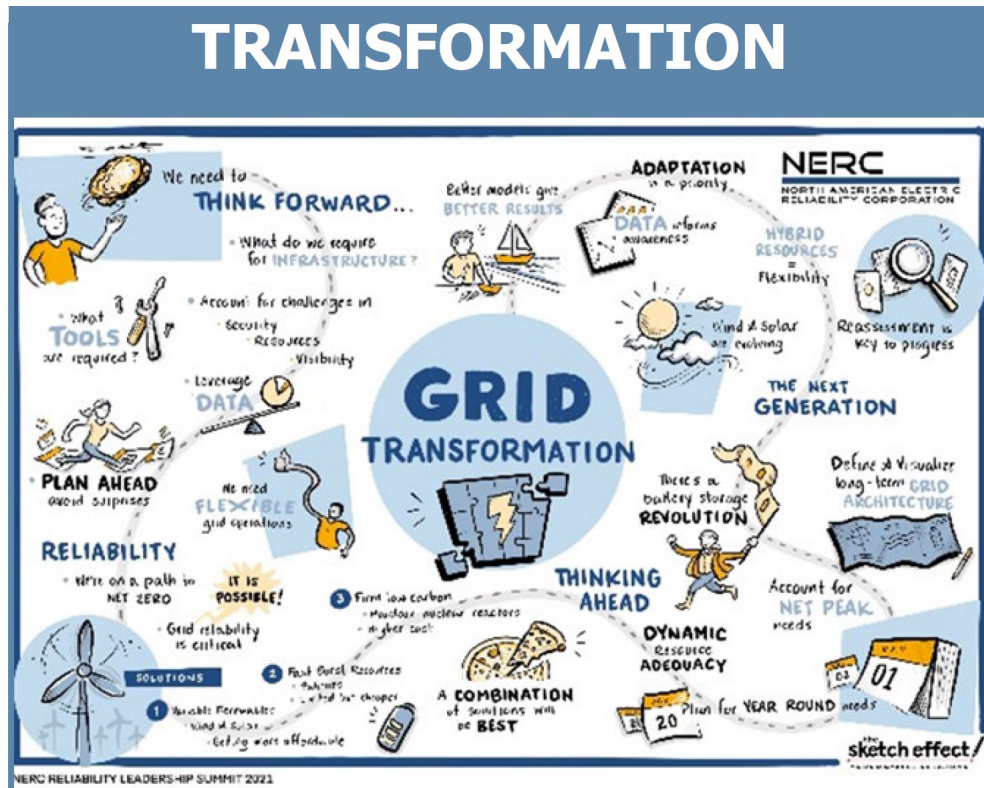 TRANSFORMATION
We need to
THINK FORWARD...
• What do we require
for INFRASTRUCTURE?
• What
TOOLS
are required?
• Account for challenges in
• Security
• Resources
• Visibility
• Leverage
DATA
• PLAN AHEAD
avoid surprises
We need
FLEXIBLE
grid operations
RELIABILITY
• We're on a path to
NET ZERO
IT IS
POSSIBLE!
• Grid reliability
is critical
SOLUTIONS
1 Variable Renewables
• Wind & Solar
• Getting more affordable
2 Fast Burst Resources
• Batteries
• Limited but cheaper
3 Firm low carbon
• Modular nuclear reactors
• Higher cost
Better models give
BETTER RESULTS
ADAPTATION
is a priority
DATA informs
awareness
NERC
NORTH AMERICAN ELECTRIC
RELIABILITY CORPORATION
HYBRID
RESOURCES
=
Flexibility
Reassessment is
key to progress
Wind & Solar
are evolving
GRID
TRANSFORMATION
THE NEXT
GENERATION
There's a
battery storage
REVOLUTION
Define & Visualize
long-term GRID
ARCHITECTURE
THINKING
AHEAD
Account for
NET PEAK
needs
DYNAMIC
RESOURCE
ADEQUACY
A COMBINATION
of solutions will
be BEST
20
Plan for YEAR ROUND needs
02
MAY
01
the
sketch effect
NERC RELIABILITY LEADERSHIP SUMMIT 2021